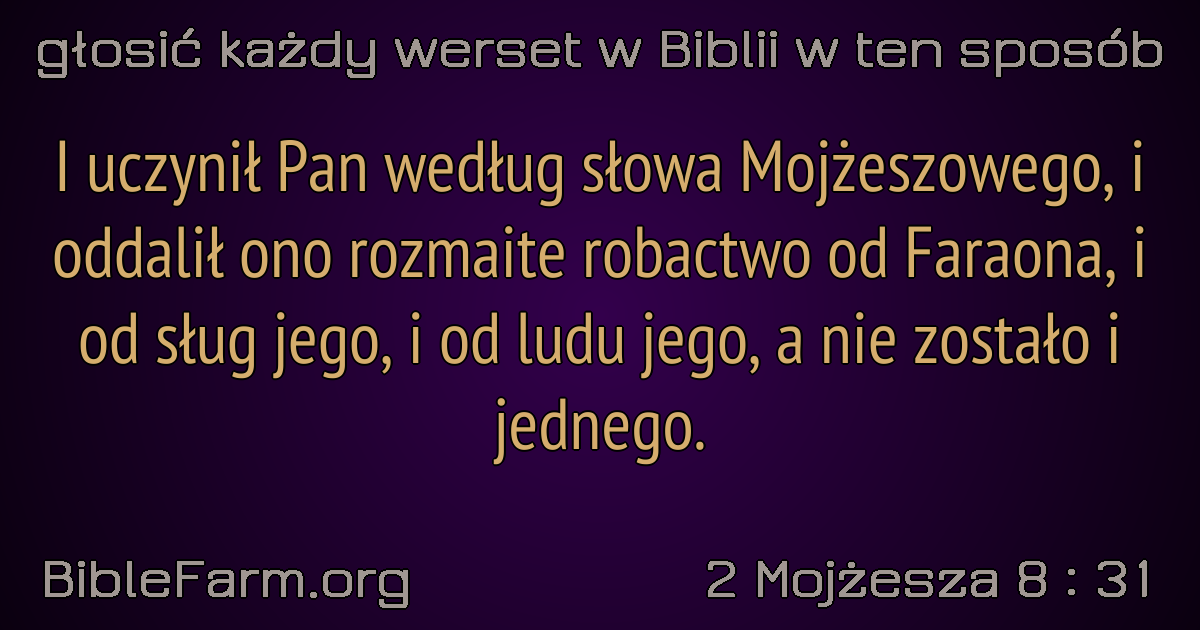 głosić każdy werset w Biblii w ten sposób
I uczynił Pan według słowa Mojżeszowego, i
oddalił ono rozmaite robactwo od Faraona, i
od sług jego, i od ludu jego, a nie zostało i
jednego.
BibleFarm.org
2 Mojżesza 8 : 31